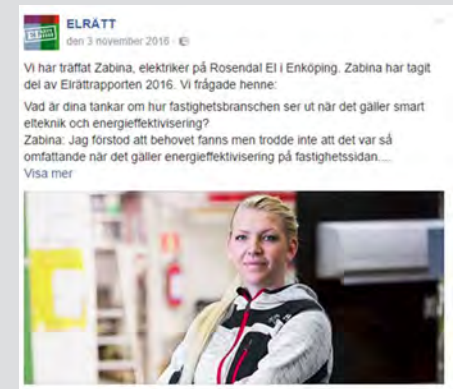 ELRÄTT
den 3 november 2016 ·
Vi har träffat Zabina, elektriker på Rosendal El i Enköping. Zabina har tagit
del av Elrättrapporten 2016. Vi frågade henne:
Vad är dina tankar om hur fastighetsbranschen ser ut när det gäller smart
elteknik och energieffektivisering?
Zabina: Jag förstod att behovet fanns men trodde inte att det var så
omfattande när det gäller energieffektivisering på fastighetssidan....
Visa mer